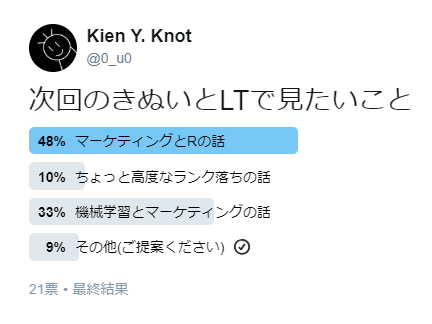 Kien Y. Knot
@0_u0
次回のきぬいとLTで見たいこと
48% マーケティングとRの話
10% ちょっと高度なランク落ちの話
33% 機械学習とマーケティングの話
9% その他(ご提案ください)
21票・最終結果